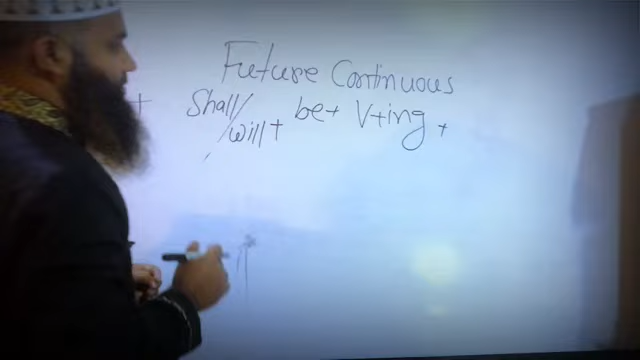 Future Continuous
+ Shall/will + be+ V+ing +